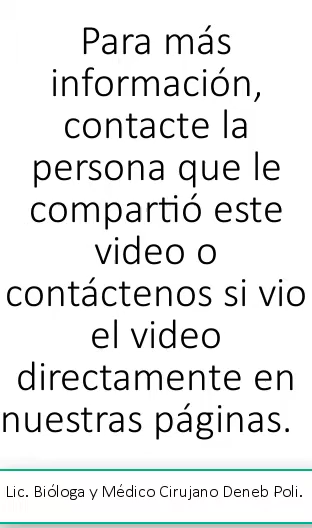 Para más
información,
contacte la
persona que le
compartió este
video o
contáctenos si vio
el video
directamente en
nuestras páginas.
Lic. Bióloga y Médico Cirujano Deneb Poli.